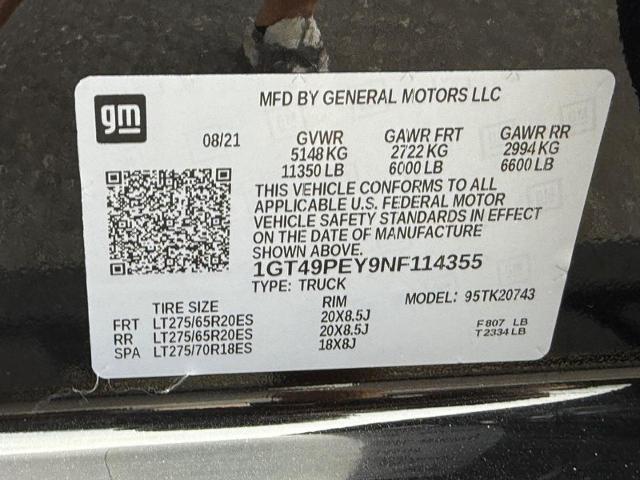 gm
MFD BY GENERAL MOTORS LLC
08/21 GVWR GAWR FRT GAWR RR
5148 KG 2722 KG 2994 KG
11350 LB 6000 LB 6600 LB
THIS VEHICLE CONFORMS TO ALL
APPLICABLE U.S. FEDERAL MOTOR
VEHICLE SAFETY STANDARDS IN EFFECT
ON THE DATE OF MANUFACTURE
SHOWN ABOVE.
1GT49PEY9NF114355
TYPE: TRUCK MODEL: 95TK20743
TIRE SIZE RIM
FRT LT275/65R20ES 20X8.5J
RR LT275/65R20ES 20X8.5J
SPA LT275/70R18ES 18X8J
F 807 LB
T 2334 LB